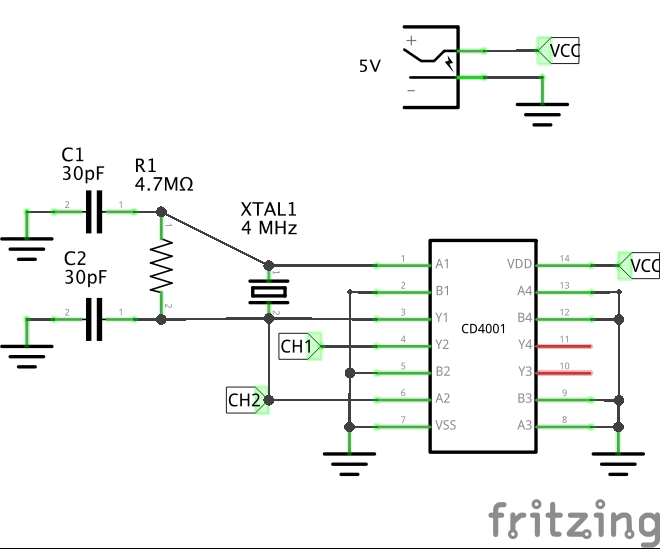 +
5V
VCC
−
C1
30pF
R1
4.7MΩ
2
1
1
XTAL1
4 MHz
C2
30pF
1
1
A1
VDD
14
VCC
2
B1
A4
13
2
1
2
2
3
Y1
B4
12
CD4001
CH1
4
Y2
Y4
11
5
B2
Y3
10
CH2
6
A2
B3
9
7
VSS
A3
8
fritzing